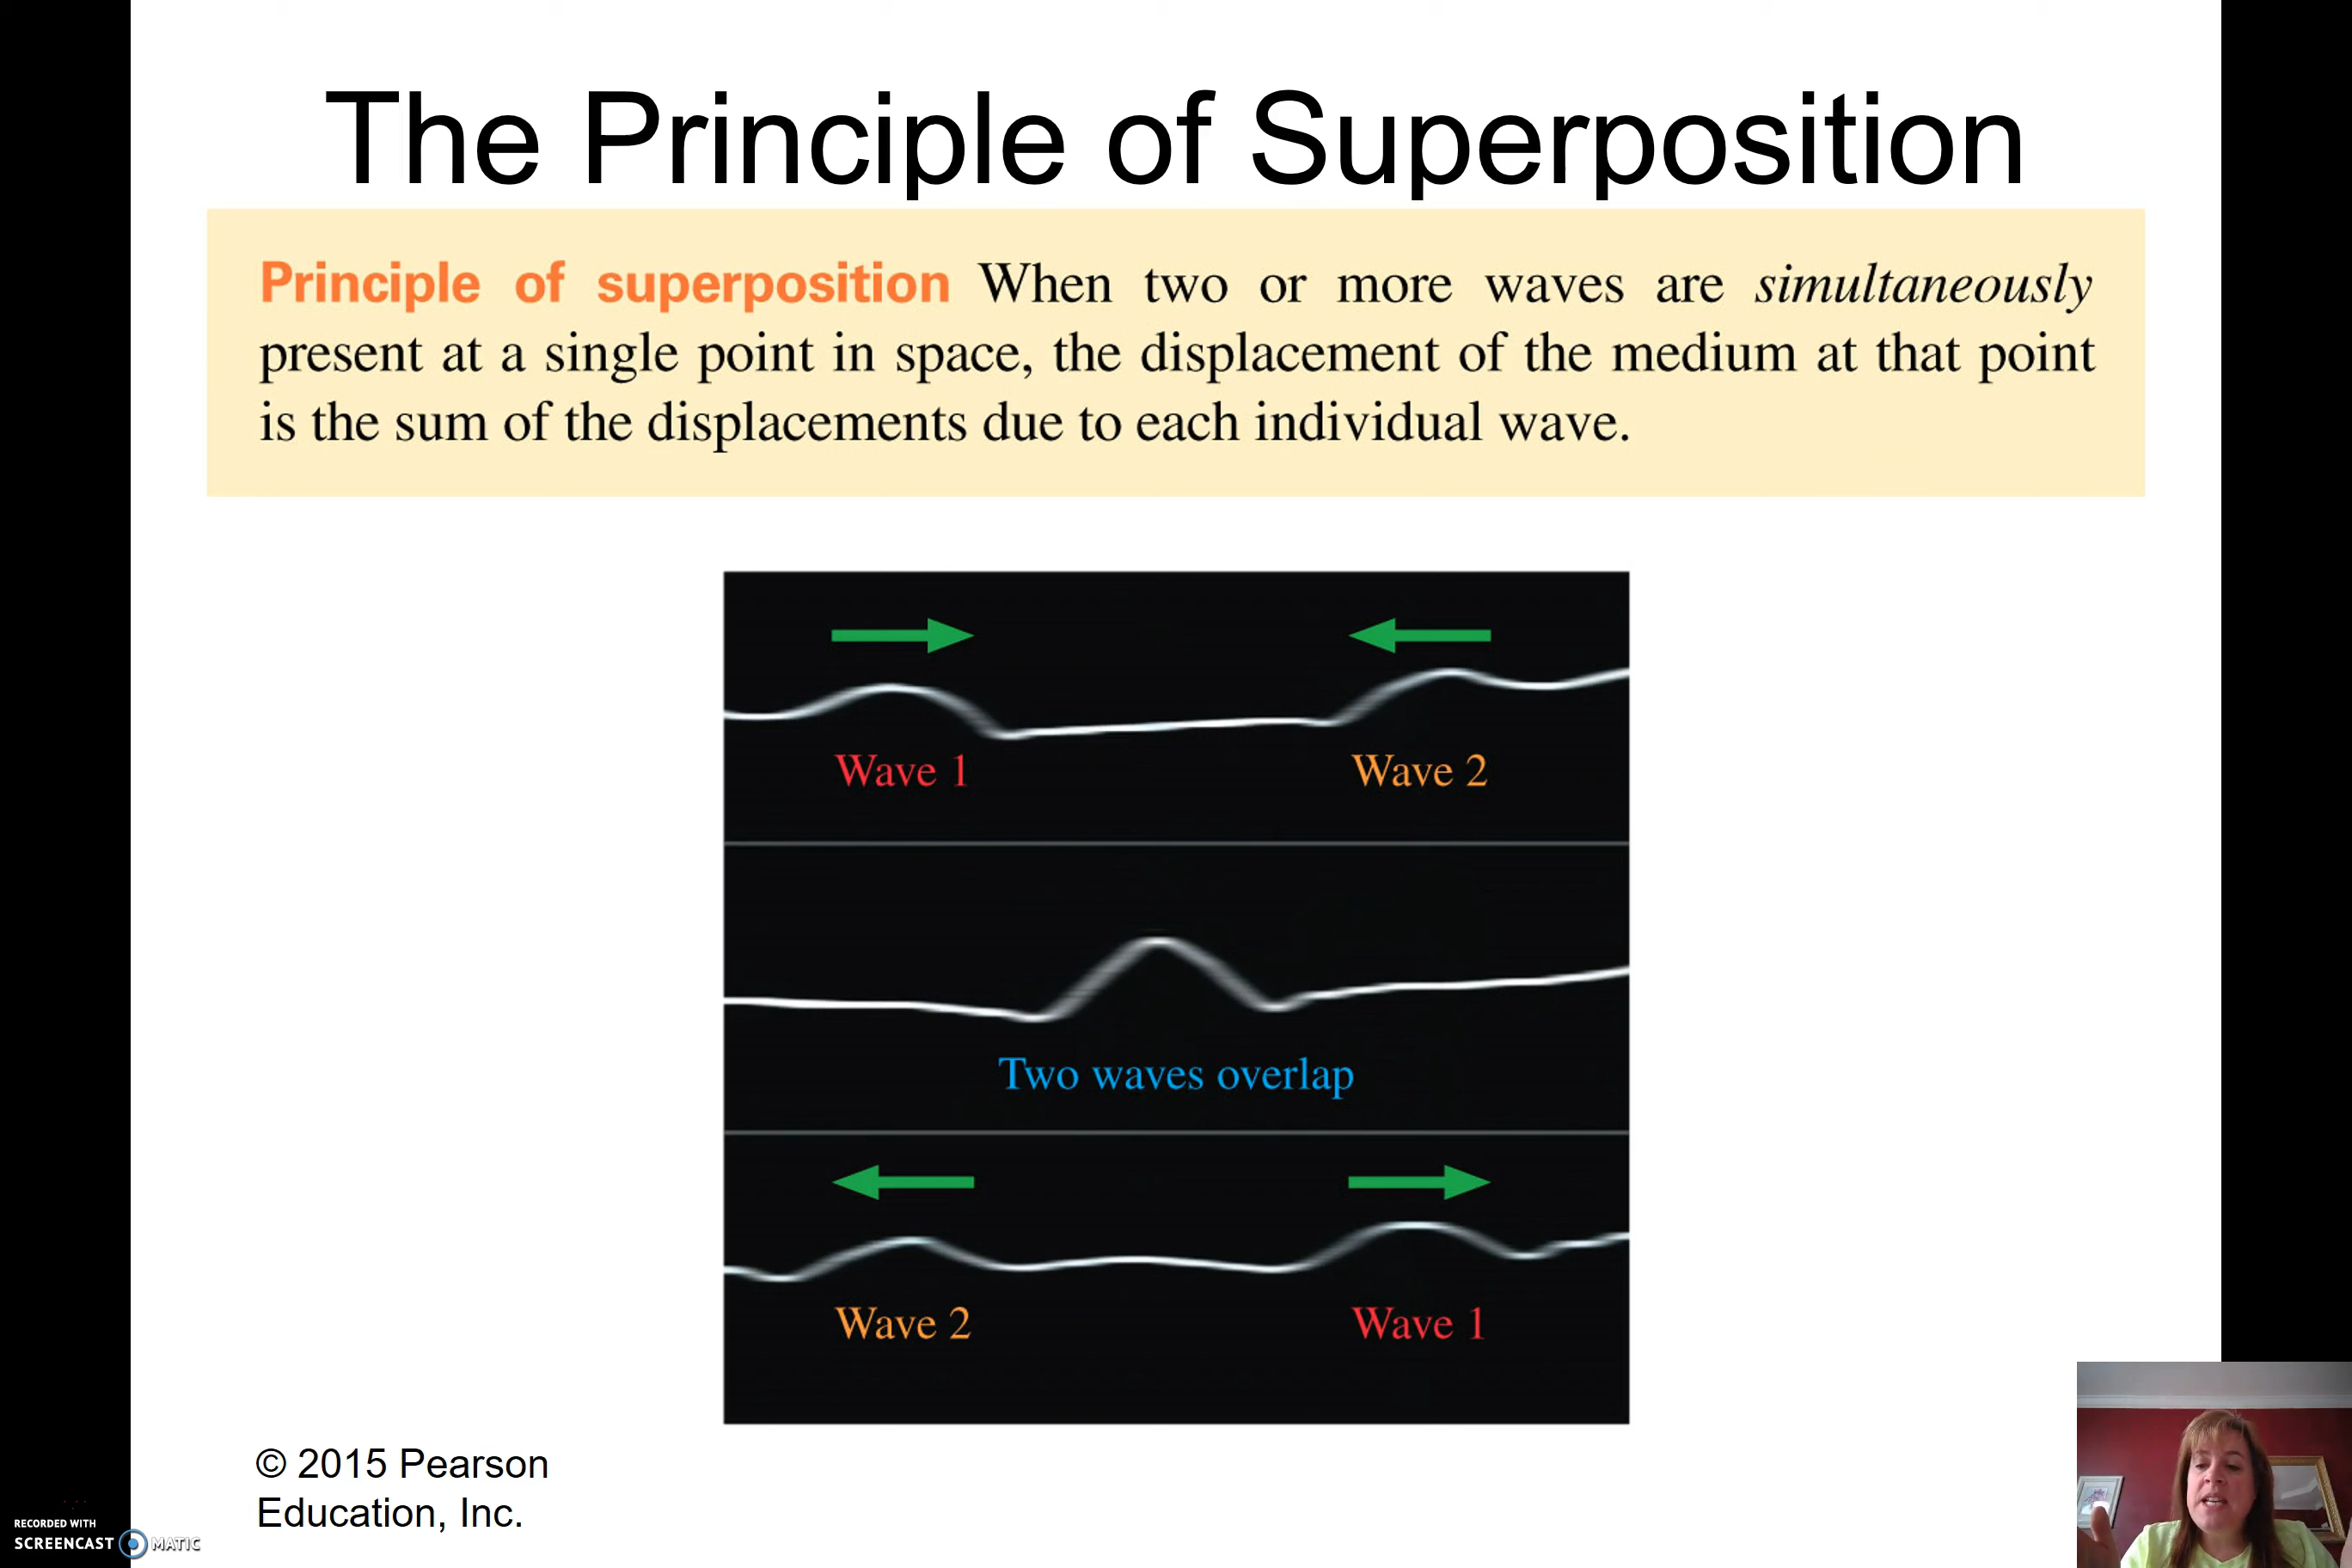 The Principle of Superposition
Principle of superposition When two or more waves are simultaneously
present at a single point in space, the displacement of the medium at that point
is the sum of the displacements due to each individual wave.
Wave 1
Wave 2
Two waves overlap
Wave 2
Wave 1
© 2015 Pearson
Education, Inc.
RECORDED WITH
SCREENCAST MATIC